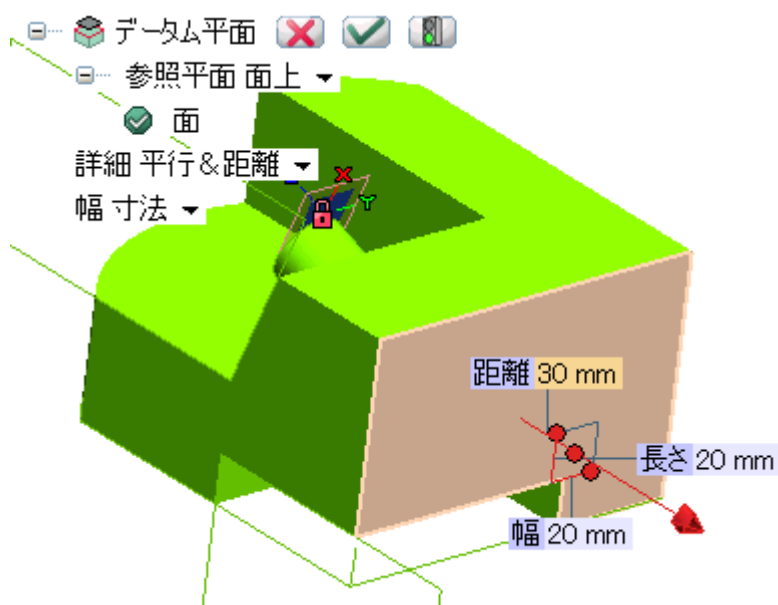 データム平面
参照平面 面上
面
詳細 平行&距離
幅 寸法
X
Y
距離 30 mm
長さ 20 mm
幅 20 mm